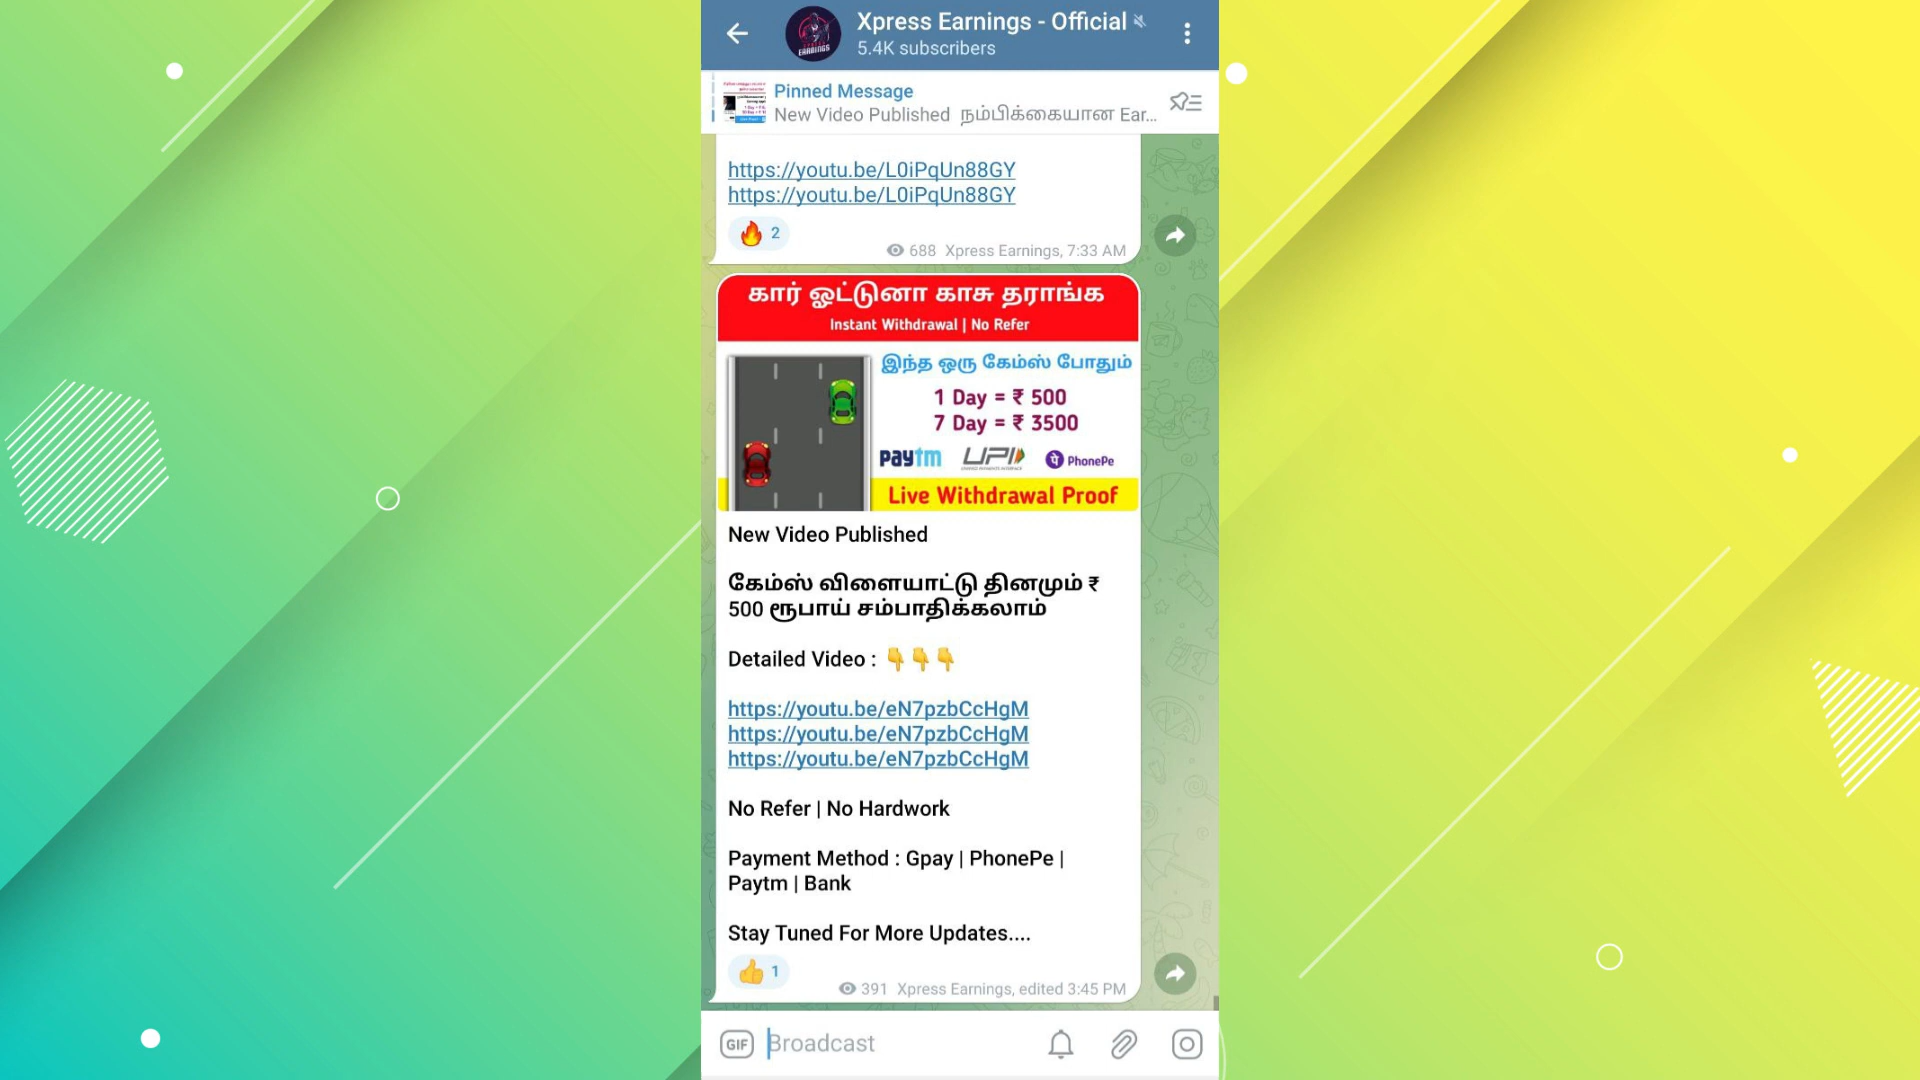 Xpress Earnings - Official
5.4K subscribers
Pinned Message
New Video Published நம்பிக்கையான Ear...
https://youtu.be/L0iPqUn88GY
https://youtu.be/L0iPqUn88GY
🔥 2
688 Xpress Earnings, 7:33 AM
கார் ஓட்டுனா காசு தராங்க
Instant Withdrawal | No Refer
இந்த ஒரு கேம்ஸ் போதும்
1 Day = ₹ 500
7 Day = ₹ 3500
paytm UPI PhonePe
Live Withdrawal Proof
New Video Published
கேம்ஸ் விளையாட்டு தினமும் ₹
500 ரூபாய் சம்பாதிக்கலாம்
Detailed Video : 👇👇👇
https://youtu.be/eN7pzbCcHgM
https://youtu.be/eN7pzbCcHgM
https://youtu.be/eN7pzbCcHgM
No Refer | No Hardwork
Payment Method : Gpay | PhonePe |
Paytm | Bank
Stay Tuned For More Updates....
👍 1
391 Xpress Earnings, edited 3:45 PM
GIF Broadcast